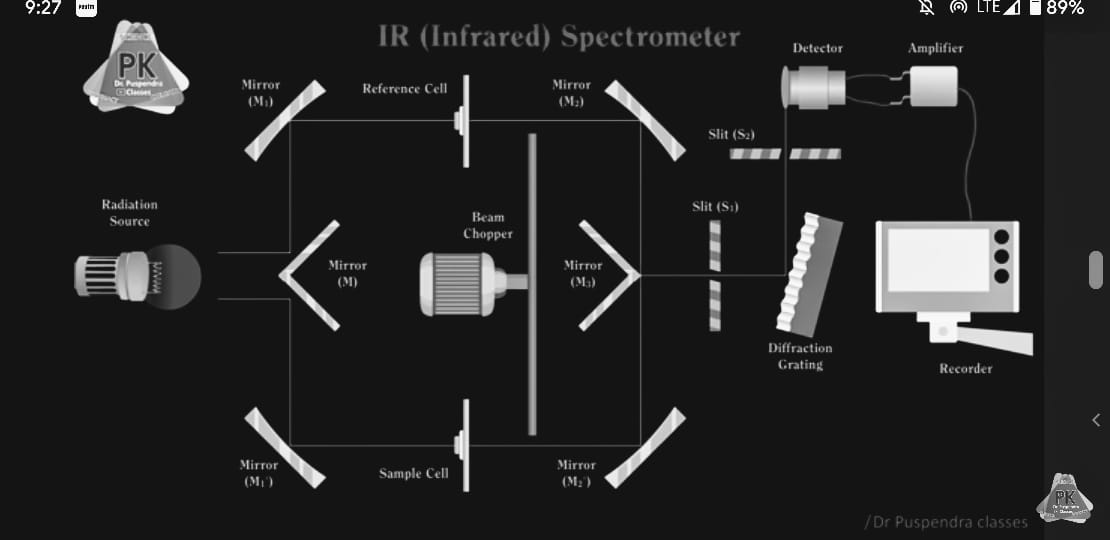 9:27
Paytm
LTE
89%
IR (Infrared) Spectrometer
PK
Dr. Puspendra
Classes
Mirror
(M₁)
Reference Cell
Mirror
(M₂)
Detector
Amplifier
Slit (S₂)
Radiation
Source
Mirror
(M)
Beam
Chopper
Mirror
(M₃)
Slit (S₁)
Diffraction
Grating
Recorder
Mirror
(M₁')
Sample Cell
Mirror
(M₂')
/Dr Puspendra classes
PK